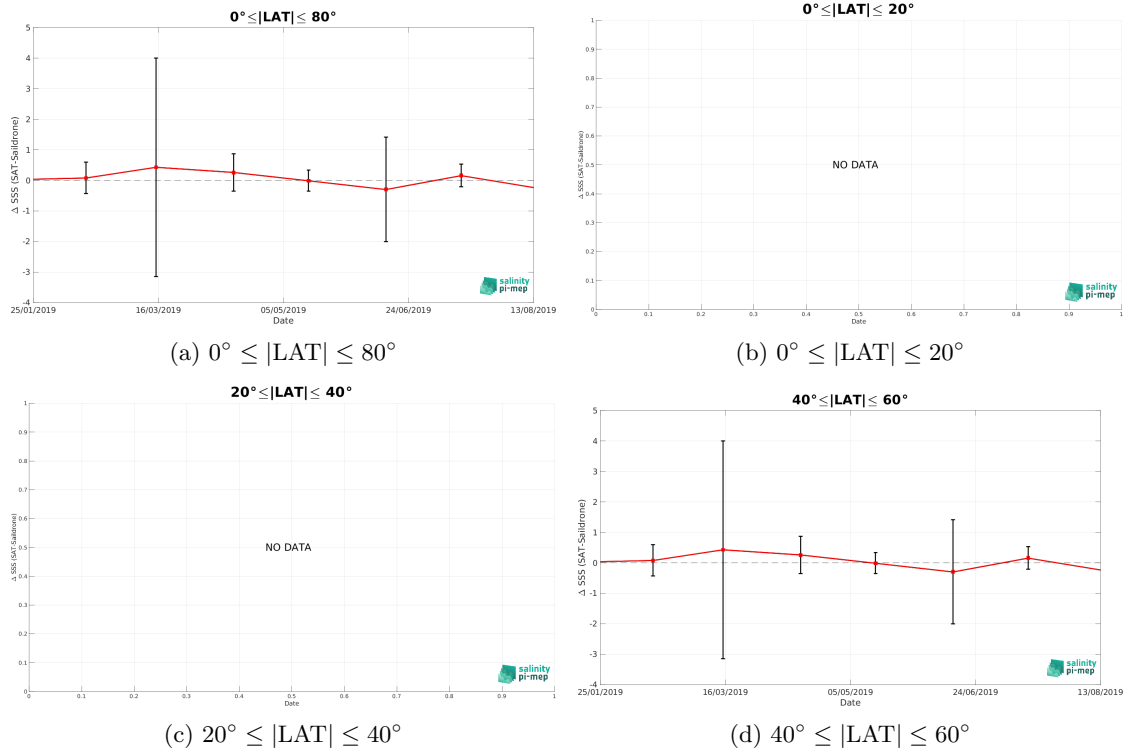 0°≤|LAT|≤ 80°
5
4
3
2
1
0
-1
-2
-3
-4
Δ SSS (SAT-Saildrone)
25/01/2019 16/03/2019 05/05/2019 24/06/2019 13/08/2019
Date
salinity
pi-mep
(a) 0° ≤ |LAT| ≤ 80°
0°≤|LAT|≤ 20°
1
0.9
0.8
0.7
0.6
0.5
0.4
0.3
0.2
0.1
0
Δ SSS (SAT-Saildrone)
NO DATA
0 0.1 0.2 0.3 0.4 0.5 0.6 0.7 0.8 0.9 1
Date
salinity
pi-mep
(b) 0° ≤ |LAT| ≤ 20°
20°≤|LAT|≤ 40°
1
0.9
0.8
0.7
0.6
0.5
0.4
0.3
0.2
0.1
0
Δ SSS (SAT-Saildrone)
NO DATA
0 0.1 0.2 0.3 0.4 0.5 0.6 0.7 0.8 0.9 1
Date
salinity
pi-mep
(c) 20° ≤ |LAT| ≤ 40°
40°≤|LAT|≤ 60°
5
4
3
2
1
0
-1
-2
-3
-4
Δ SSS (SAT-Saildrone)
25/01/2019 16/03/2019 05/05/2019 24/06/2019 13/08/2019
Date
salinity
pi-mep
(d) 40° ≤ |LAT| ≤ 60°